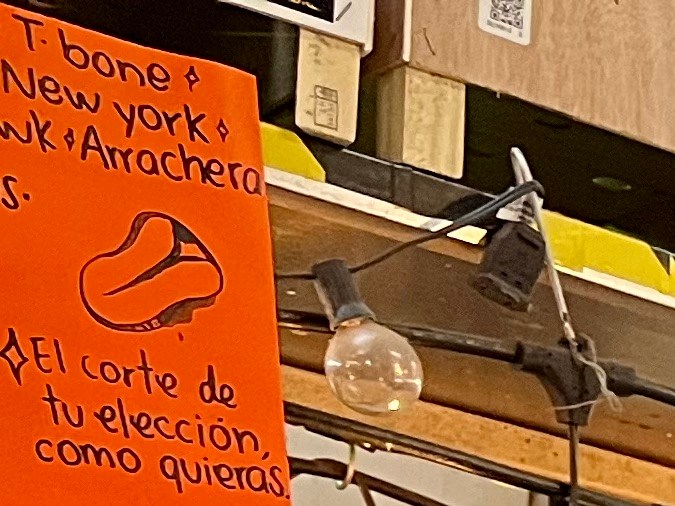 T-bone
New york
wk Arrachera
s.
El corte de
tu elección,
como quieras.